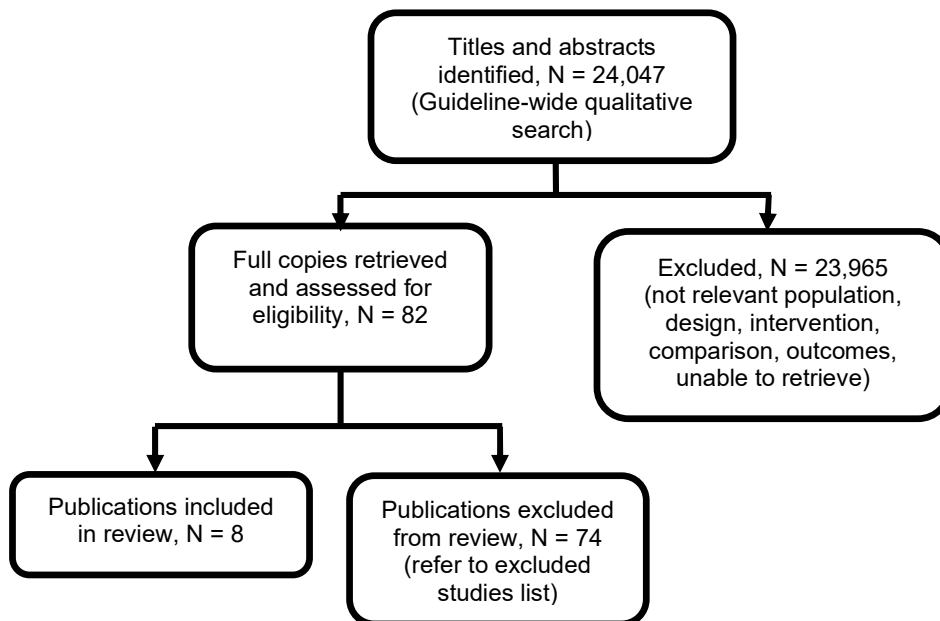 Titles and abstracts
identified, N = 24,047
(Guideline-wide qualitative
search)
Full copies retrieved
and assessed for
eligibility, N = 82
Excluded, N = 23,965
(not relevant population,
design, intervention,
comparison, outcomes,
unable to retrieve)
Publications included
in review, N = 8
Publications excluded
from review, N = 74
(refer to excluded
studies list)